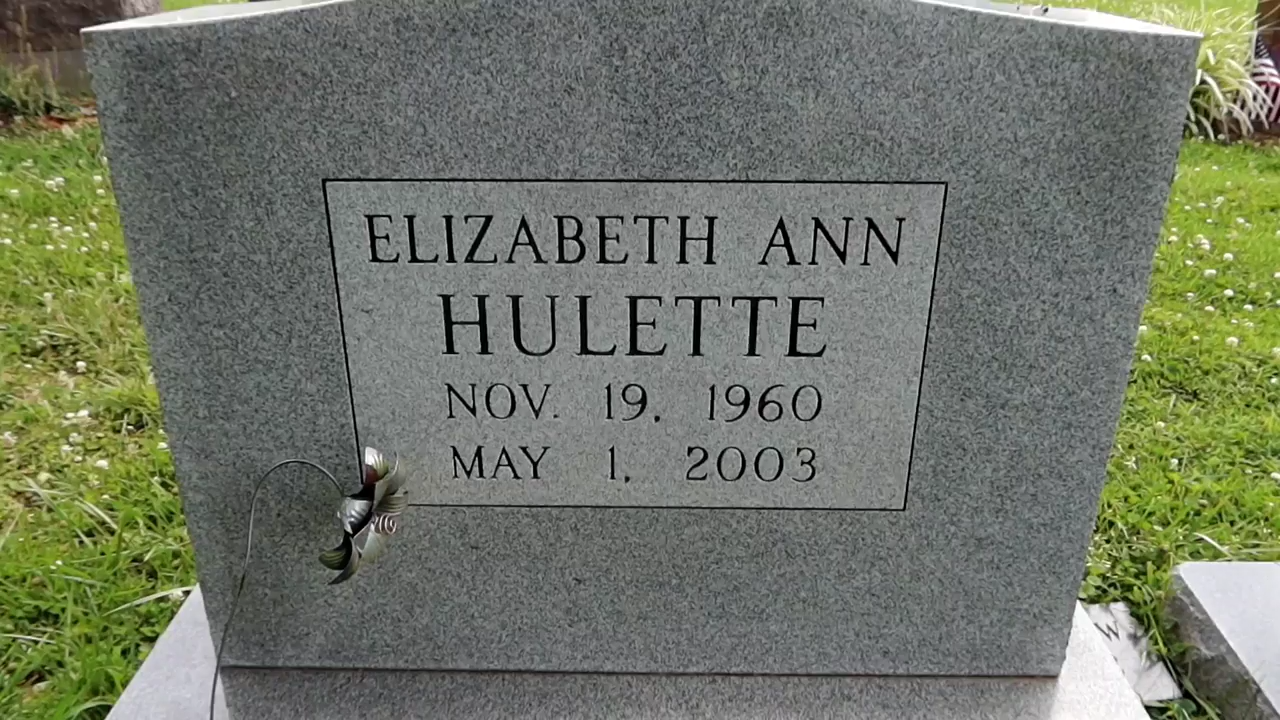 ELIZABETH ANN
HULETTE
NOV. 19, 1960
MAY 1, 2003
W